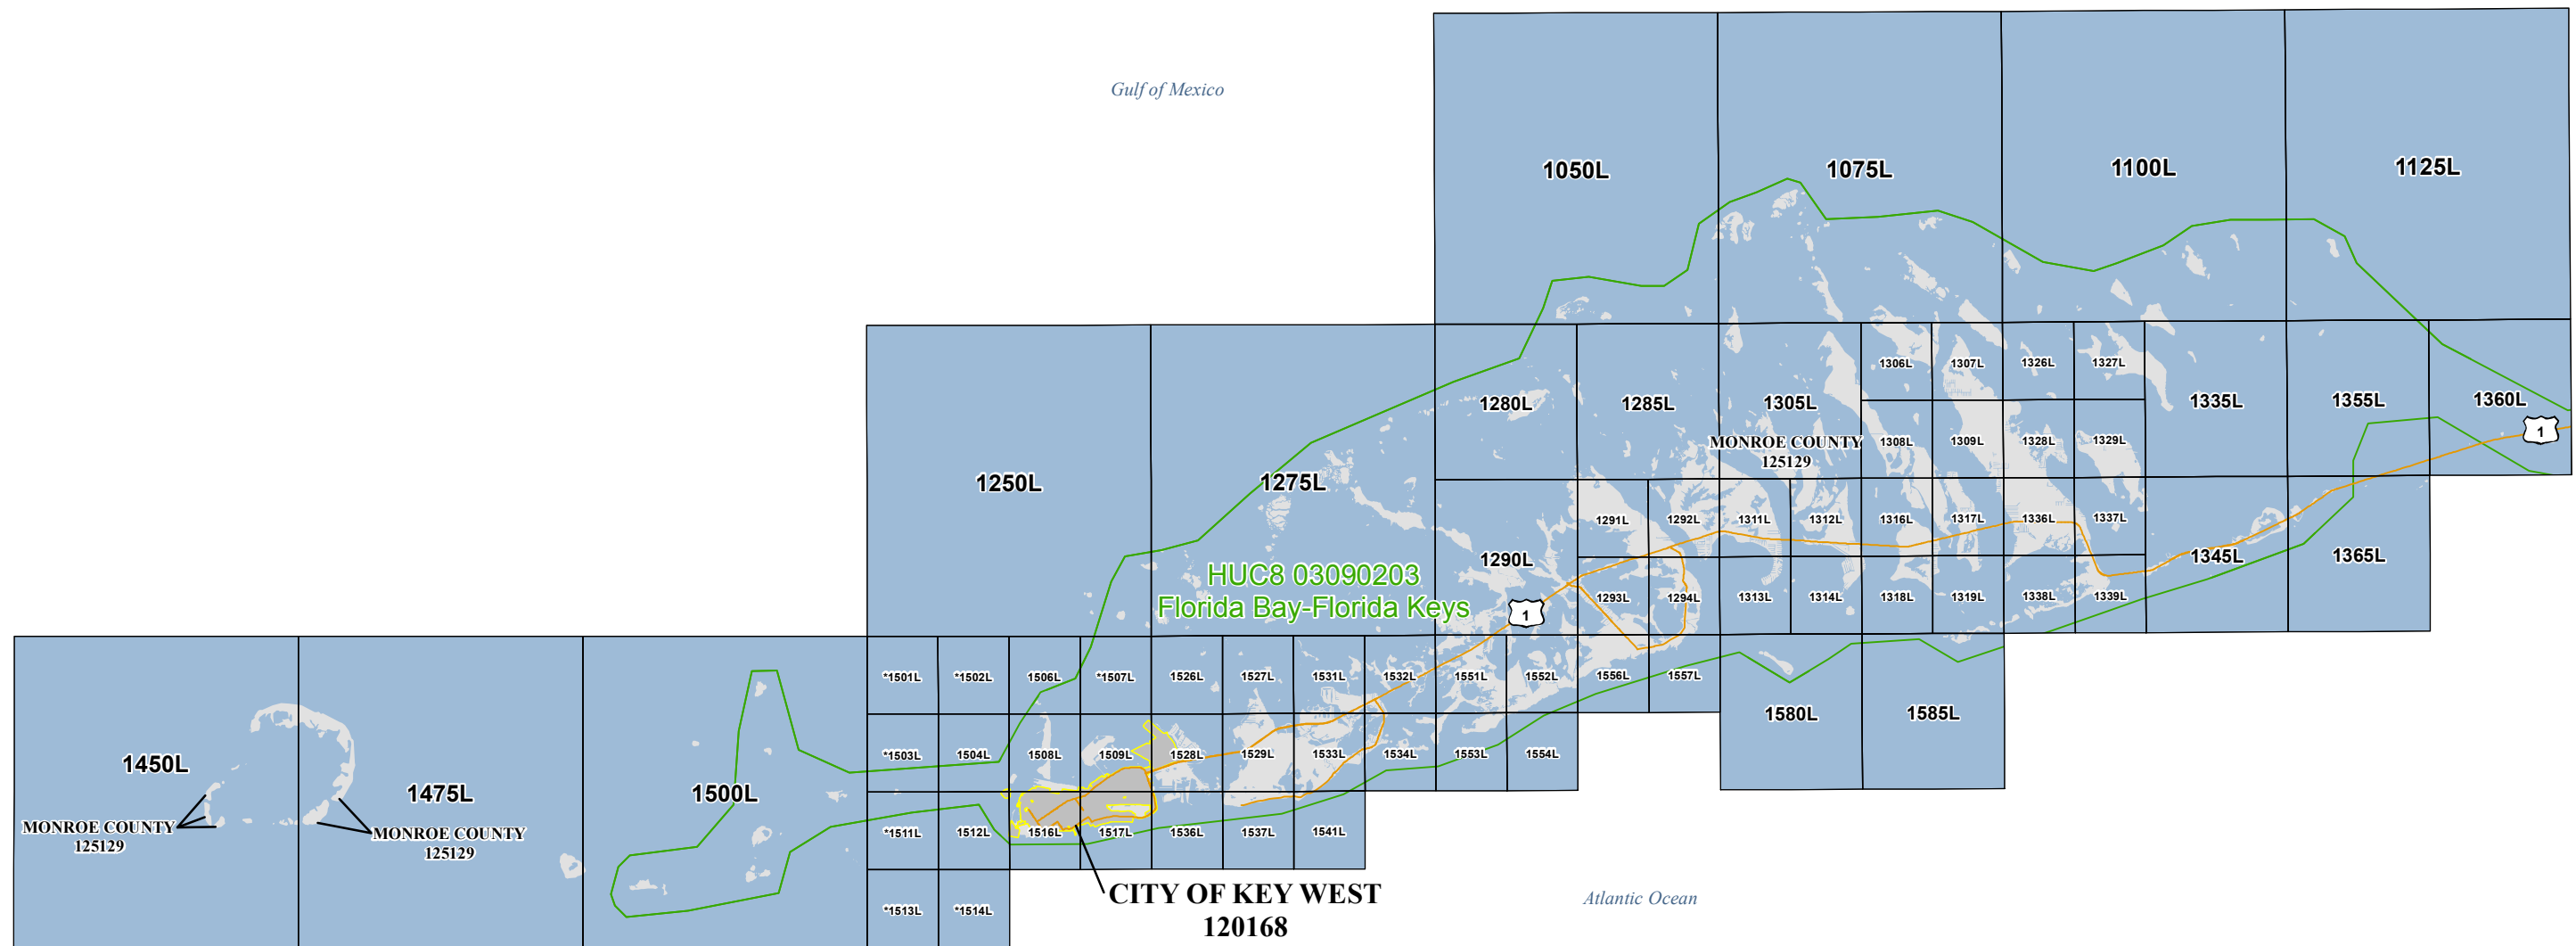 Gulf of Mexico
1050L
1075L
1100L
1125L
1306L
1307L
1326L
1327L
1280L
1285L
1305L
1335L
1355L
1360L
1
MONROE COUNTY
125129
1308L
1309L
1328L
1329L
1250L
1275L
1291L
1292L
1311L
1312L
1316L
1317L
1336L
1337L
1290L
1345L
1365L
HUC8 03090203
Florida Bay-Florida Keys
1
1293L
1294L
1313L
1314L
1318L
1319L
1338L
1339L
*1501L
*1502L
1506L
*1507L
1526L
1527L
1531L
1532L
1551L
1552L
1556L
1557L
1580L
1585L
1450L
1475L
1500L
*1503L
1504L
1508L
1509L
1528L
1529L
1533L
1534L
1553L
1554L
MONROE COUNTY
125129
MONROE COUNTY
125129
*1511L
1512L
1516L
1517L
1536L
1537L
1541L
*1513L
*1514L
CITY OF KEY WEST
120168
Atlantic Ocean